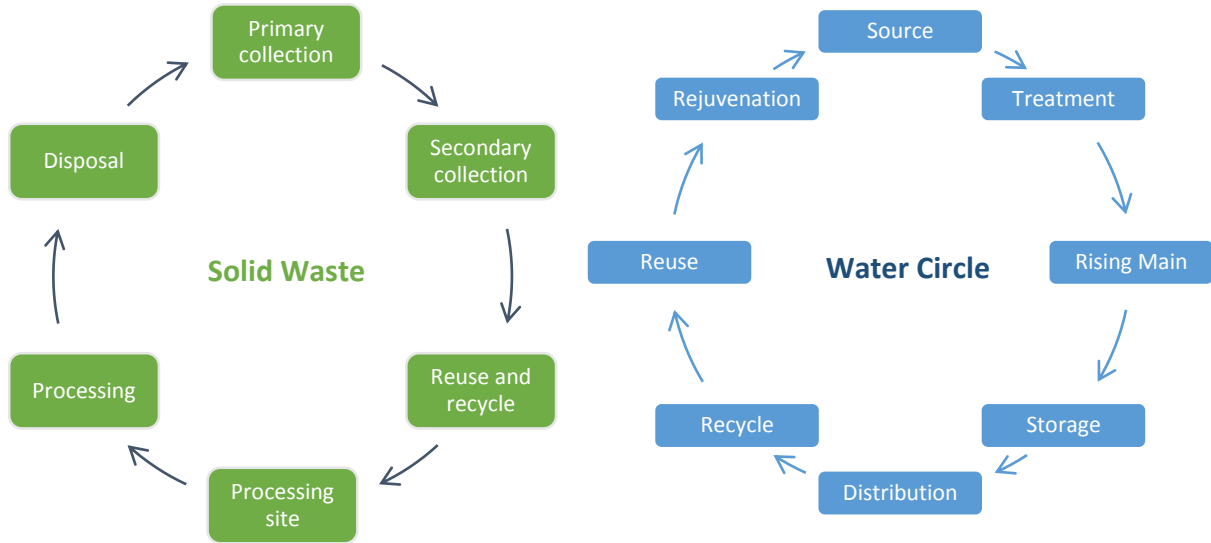 Primary
collection
Secondary
collection
Reuse and
recycle
Processing
site
Processing
Disposal
Solid Waste
Source
Treatment
Rising Main
Storage
Distribution
Recycle
Reuse
Rejuvenation
Water Circle